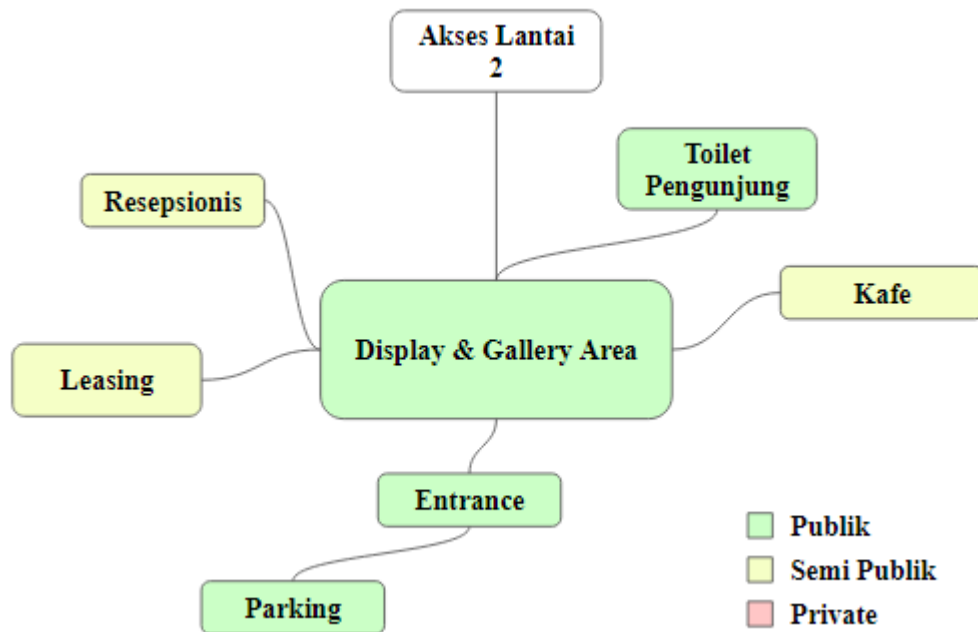 Akses Lantai
2
Toilet
Pengunjung
Resepsionis
Kafe
Display & Gallery Area
Leasing
Entrance
Parking
Publik
Semi Publik
Private